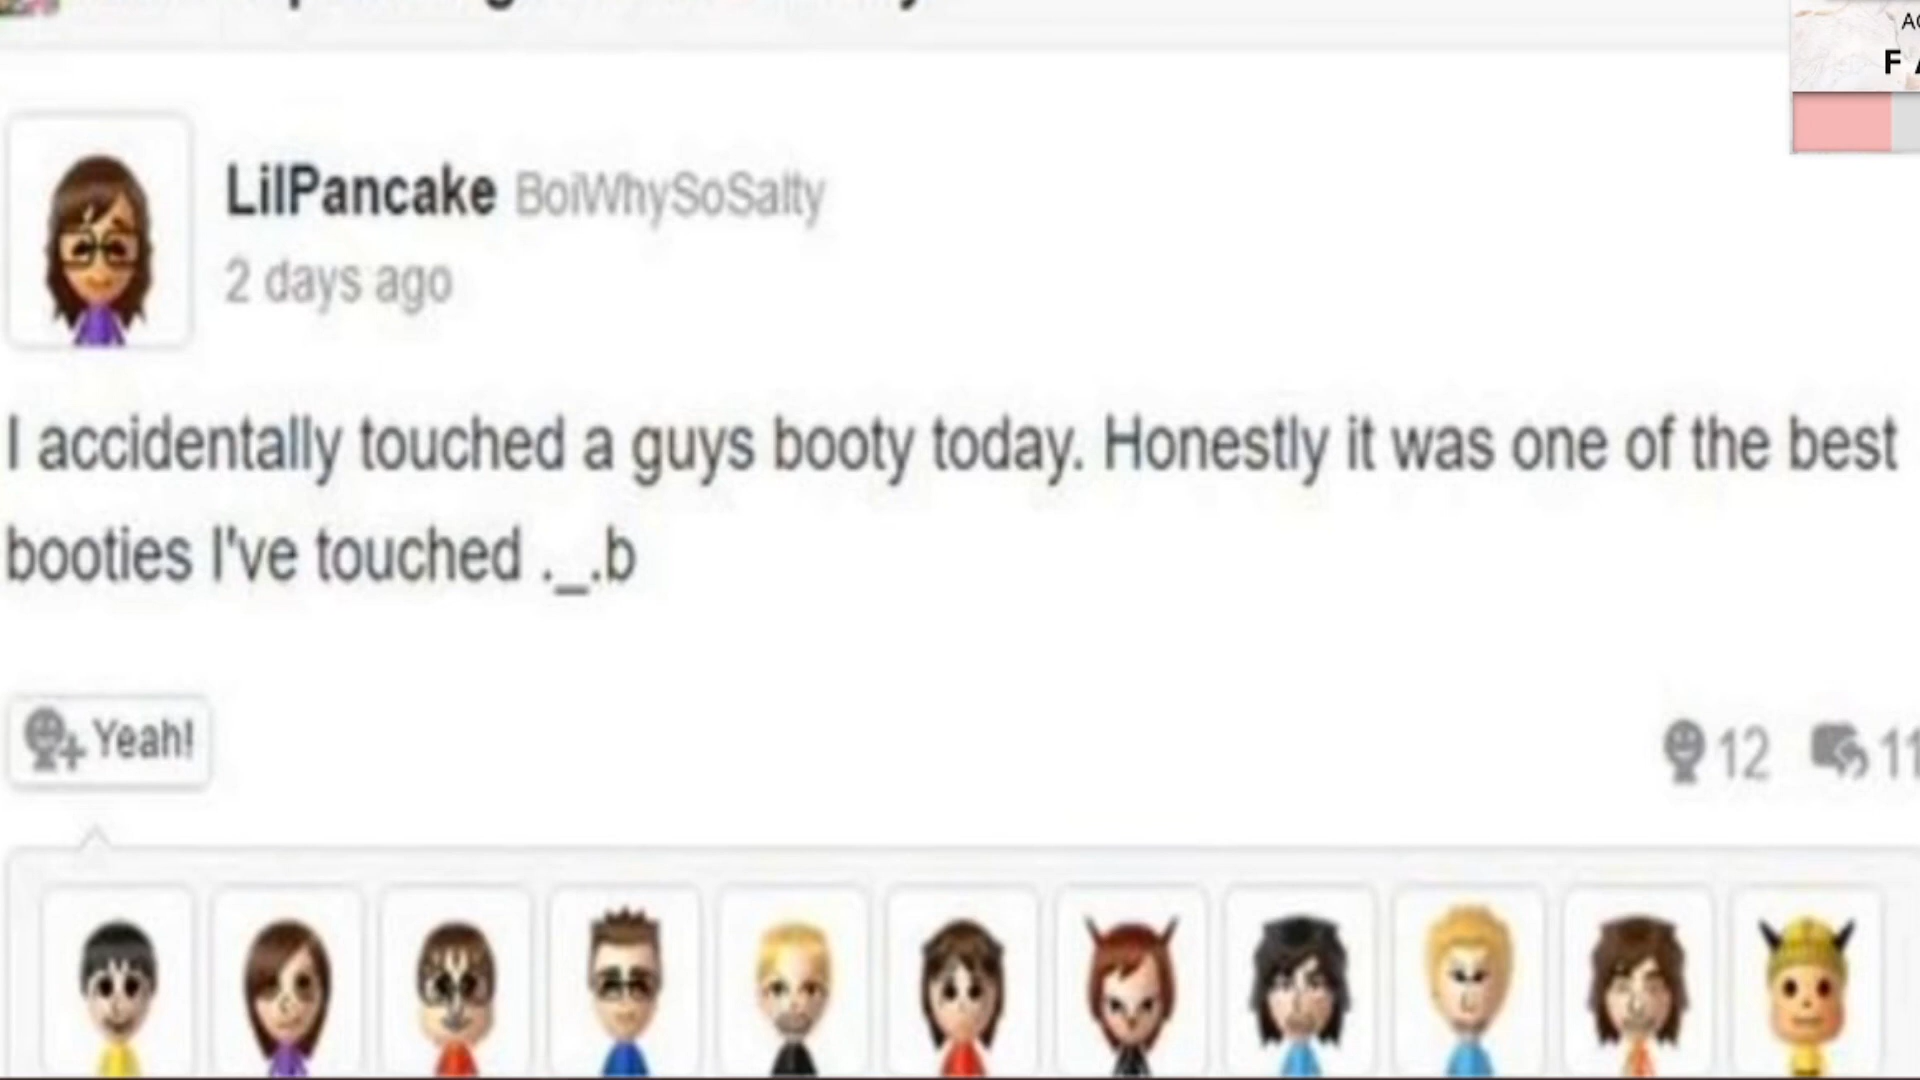 LilPancake BoiWhySoSalty
2 days ago
I accidentally touched a guys booty today. Honestly it was one of the best
booties I've touched ._.b
Yeah!
12 11